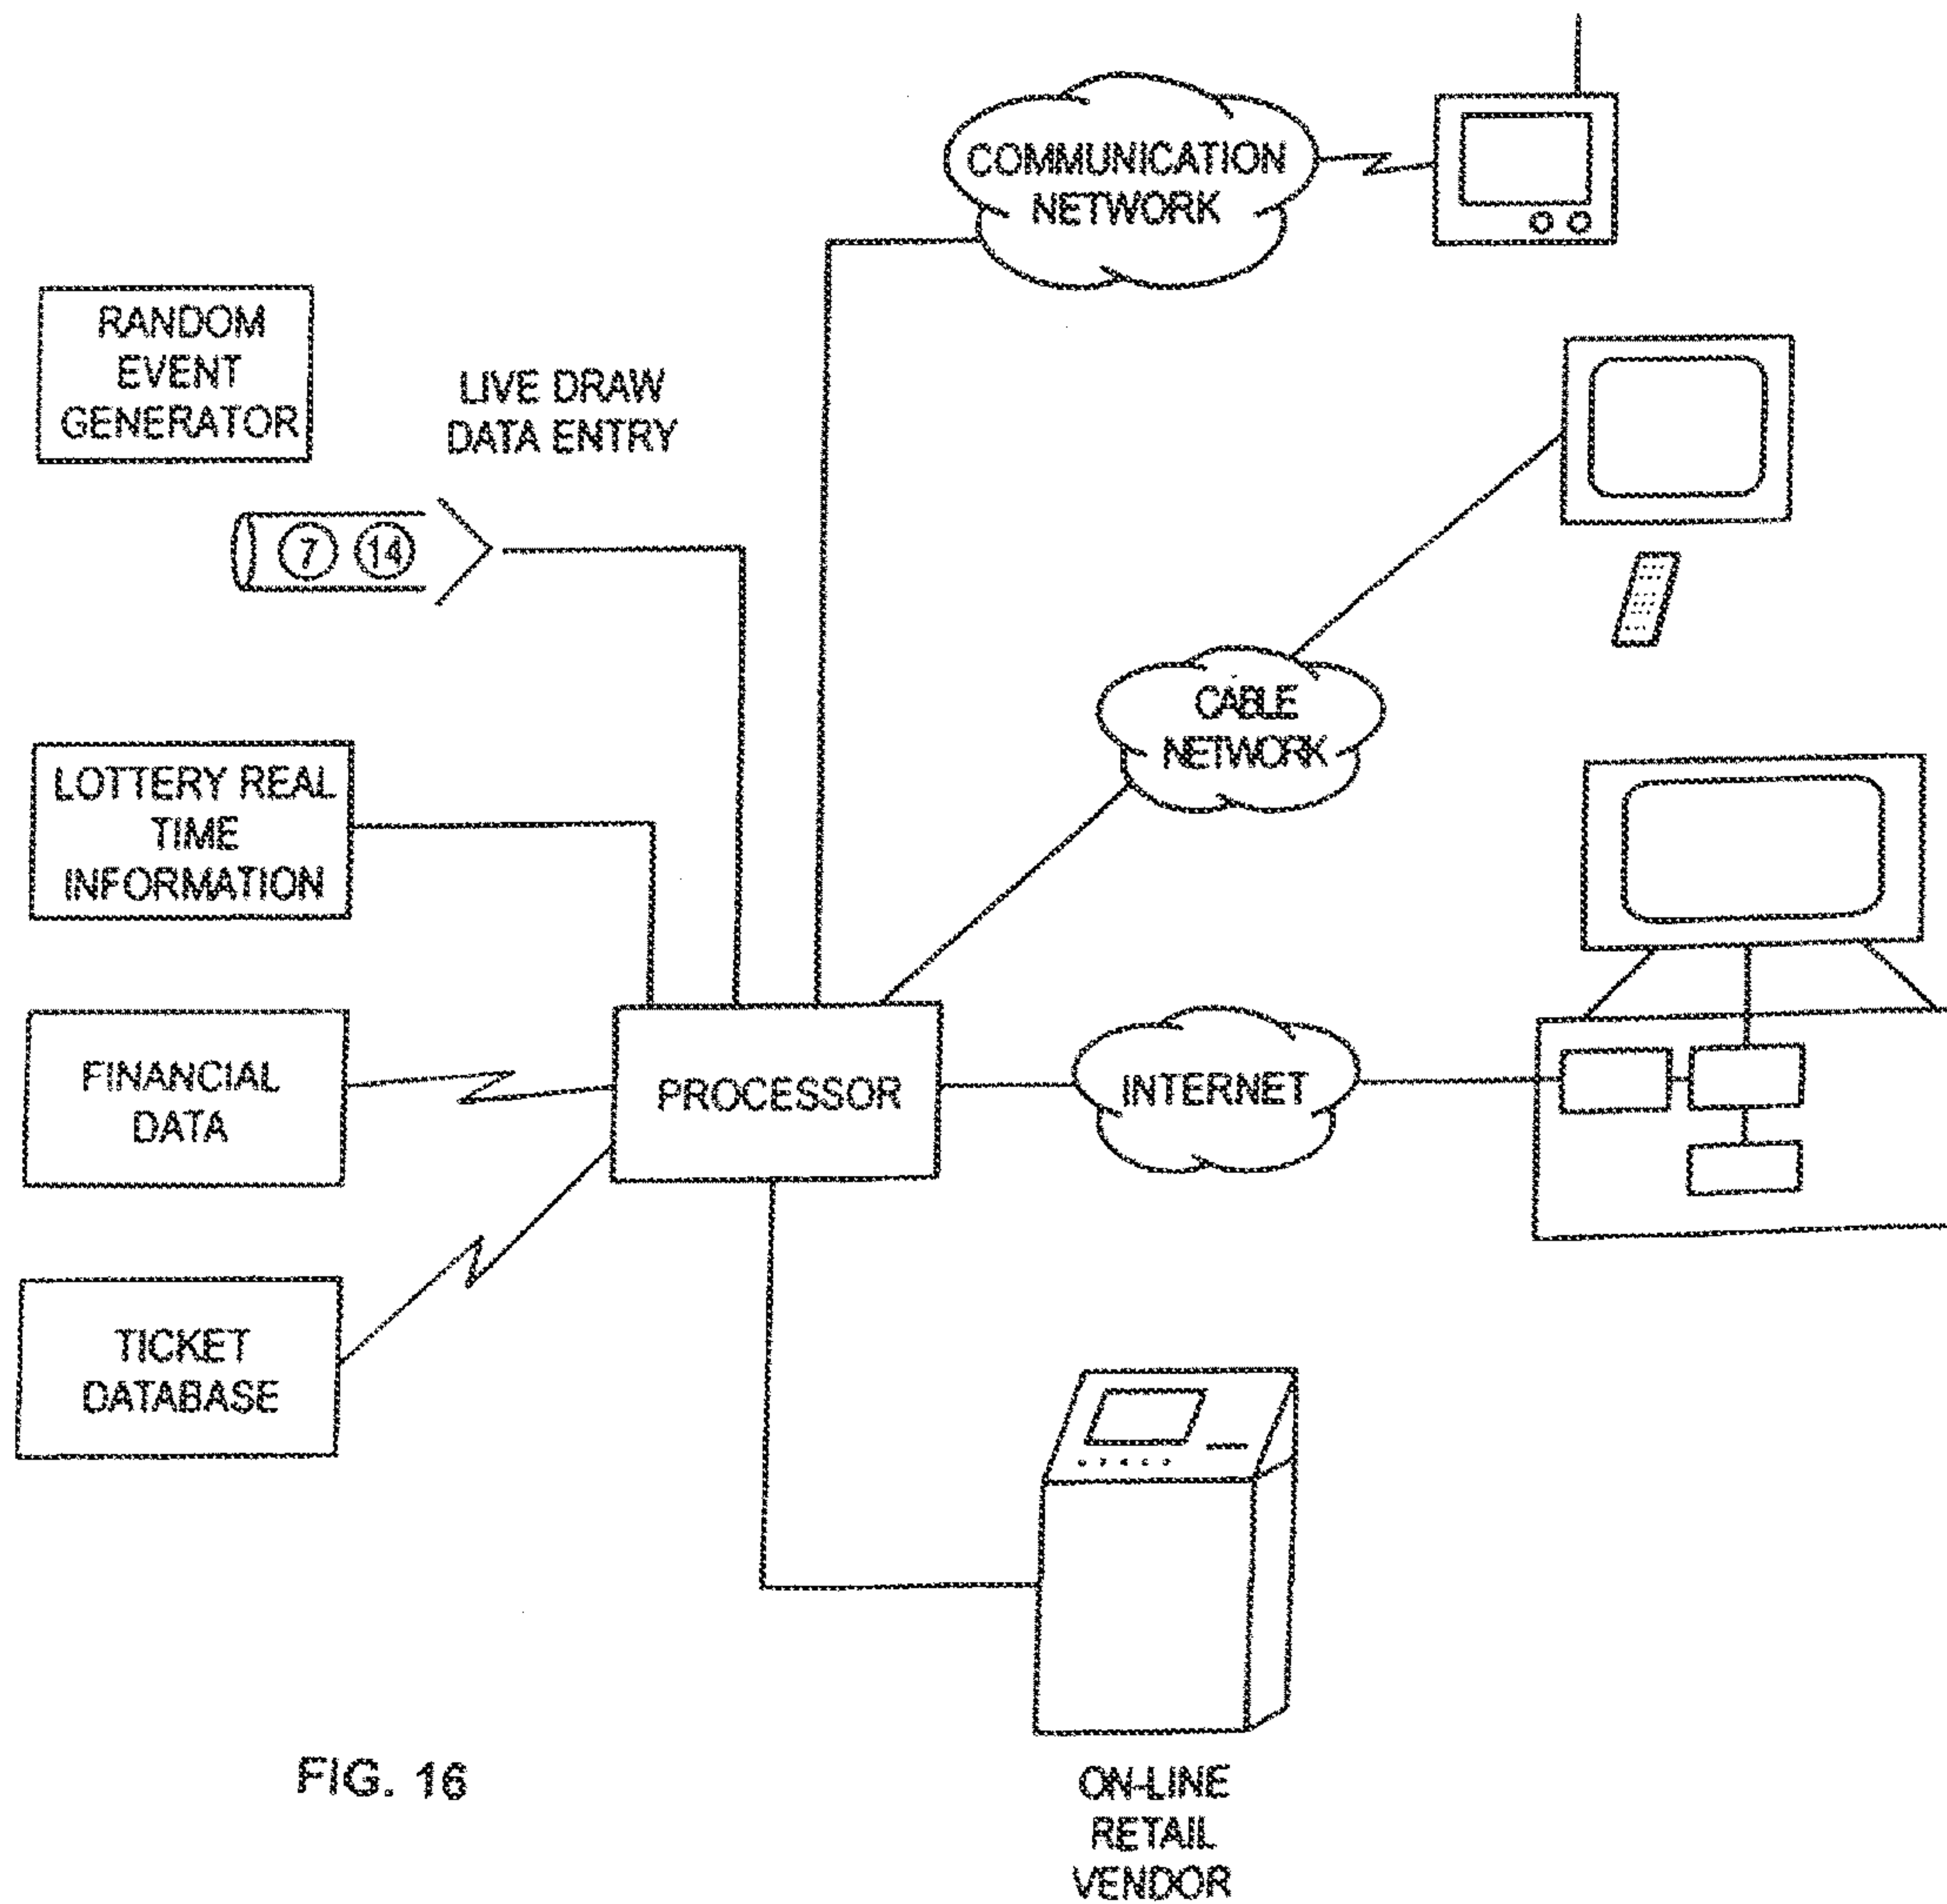 COMMUNICATION
NETWORK
RANDOM
EVENT
GENERATOR
LIVE DRAW
DATA ENTRY
7 14
CABLE
NETWORK
LOTTERY REAL
TIME
INFORMATION
FINANCIAL
DATA
PROCESSOR
INTERNET
TICKET
DATABASE
FIG. 16
ON-LINE
RETAIL
VENDOR